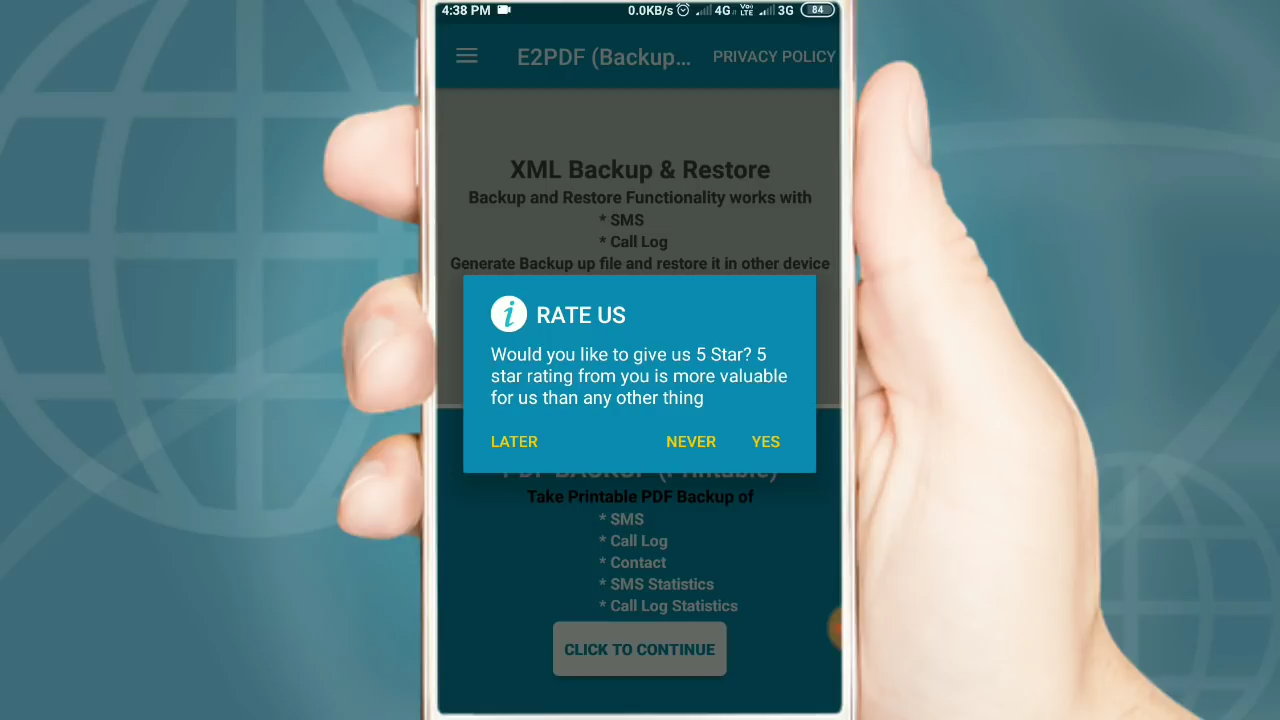 4:38 PM 0.0KB/s 4G VoLTE 3G 84
E2PDF (Backup... PRIVACY POLICY
XML Backup & Restore
Backup and Restore Functionality works with
* SMS
* Call Log
Generate Backup up file and restore it in other device
i RATE US
Would you like to give us 5 Star? 5
star rating from you is more valuable
for us than any other thing
LATER NEVER YES
PDF BACKUP (Printable)
Take Printable PDF Backup of
* SMS
* Call Log
* Contact
* SMS Statistics
* Call Log Statistics
CLICK TO CONTINUE